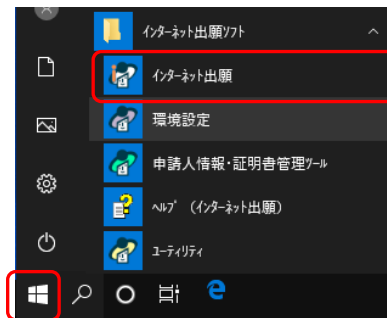 インターネット出願ソフト
インターネット出願
環境設定
申請人情報・証明書管理ツール
ヘルプ (インターネット出願)
ユーティリティ